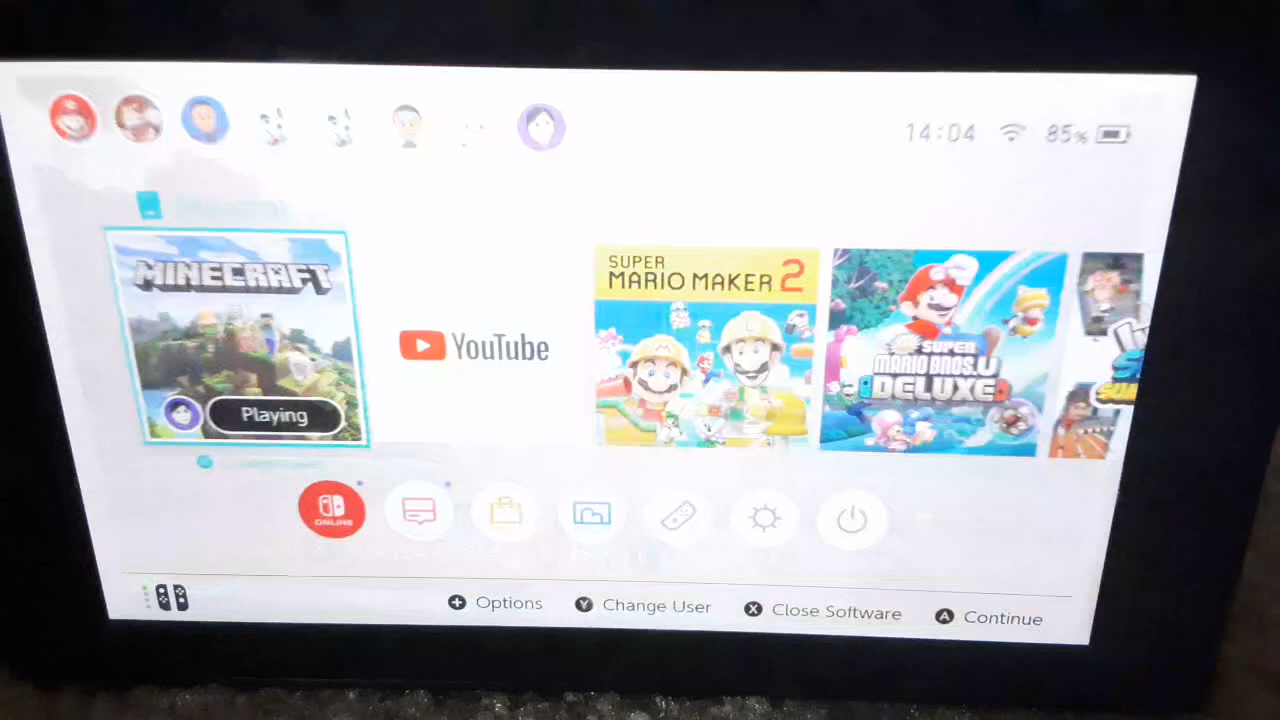 14:04 85%
MINECRAFT
Playing
YouTube
SUPER
MARIO MAKER 2
SUPER
MARIO BROS. U
DELUXE
ONLINE
Options
Change User
Close Software
Continue